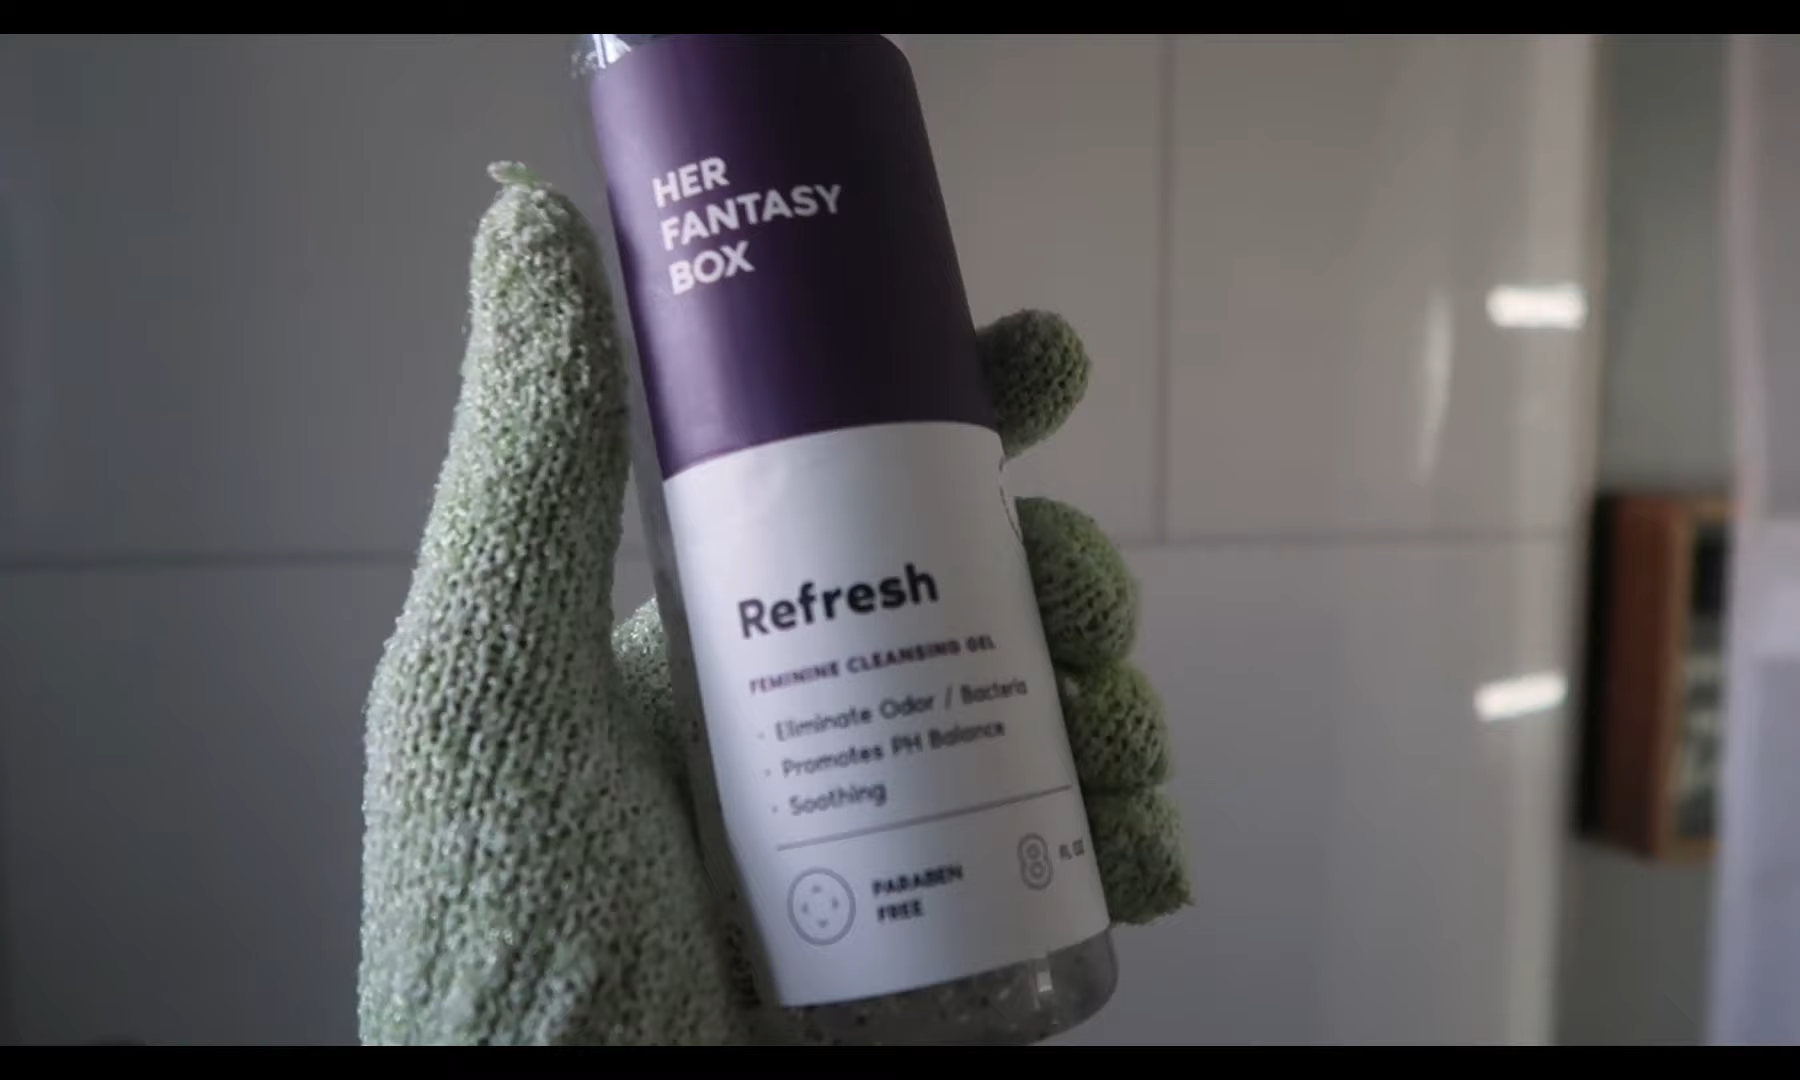 HER
FANTASY
BOX
Refresh
FEMININE CLEANSING GEL
· Eliminate Odor / Bacteria
· Promotes PH Balance
· Soothing
PARABEN
FREE
8 FL OZ